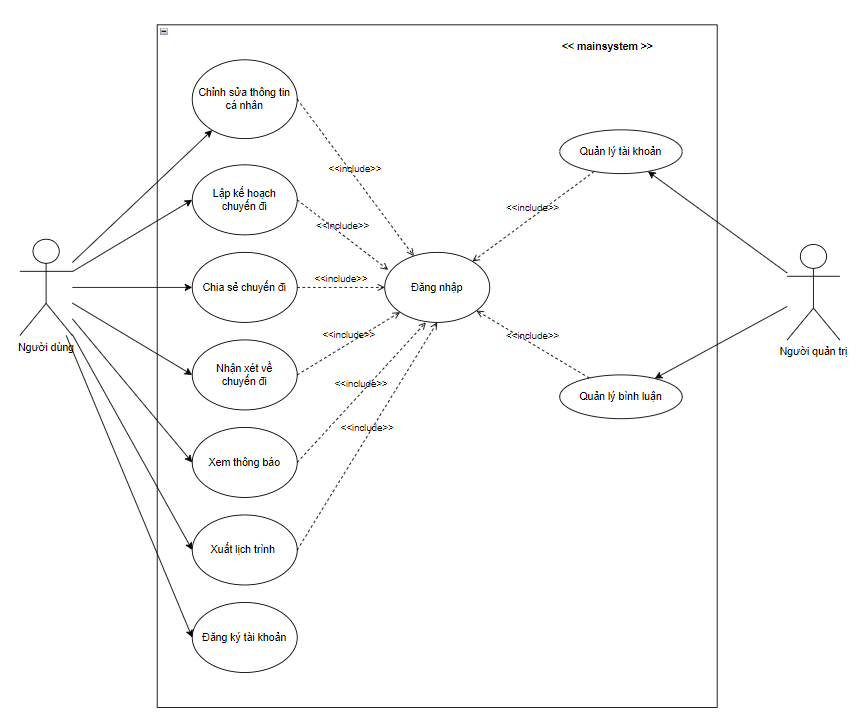 << mainsystem >>
Chỉnh sửa thông tin
cá nhân
<<include>>
Quản lý tài khoản
Lập kế hoạch
chuyến đi
<<include>>
<<include>>
Chia sẻ chuyến đi
<<include>>
Đăng nhập
Người dùng
Người quản trị
<<include>>
<<include>>
Nhận xét về
chuyến đi
<<include>>
Quản lý bình luận
<<include>>
Xem thông báo
Xuất lịch trình
Đăng ký tài khoản